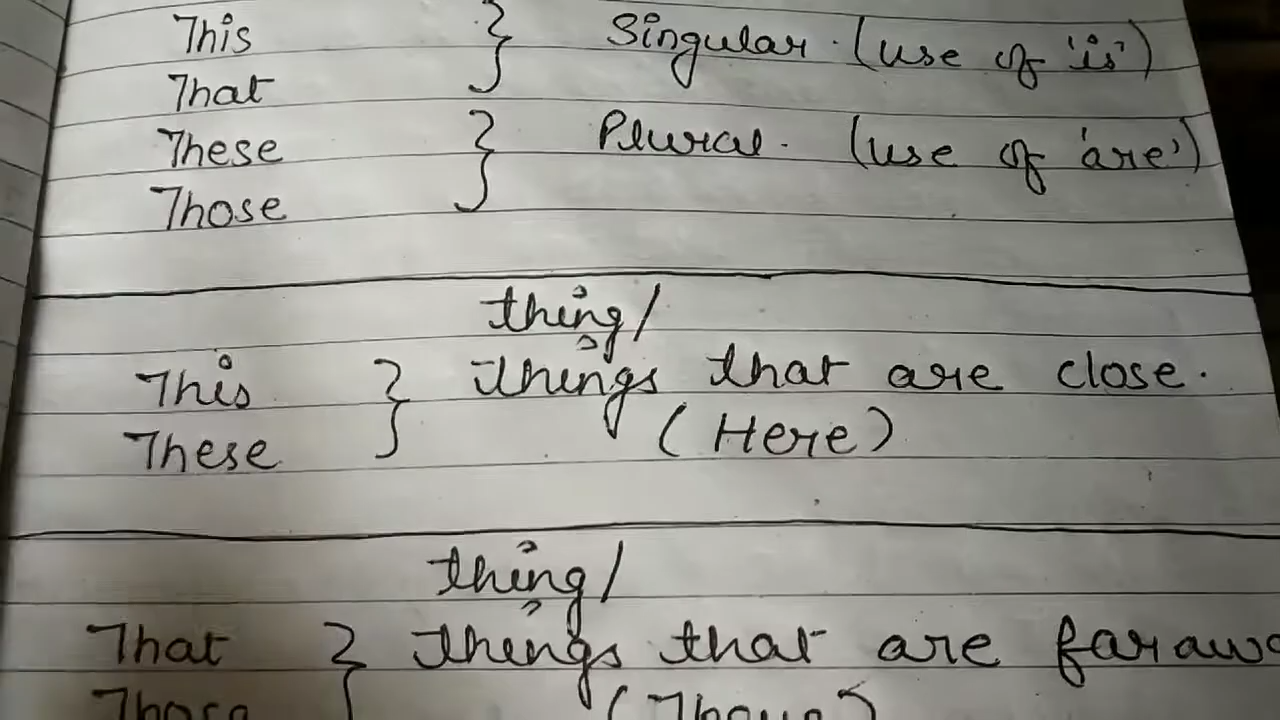 This } Singular. (use of 'is')
That
These } Plural. (use of 'are')
Those
thing/
This } things that are close.
These (Here)
thing/
That } things that are
Those